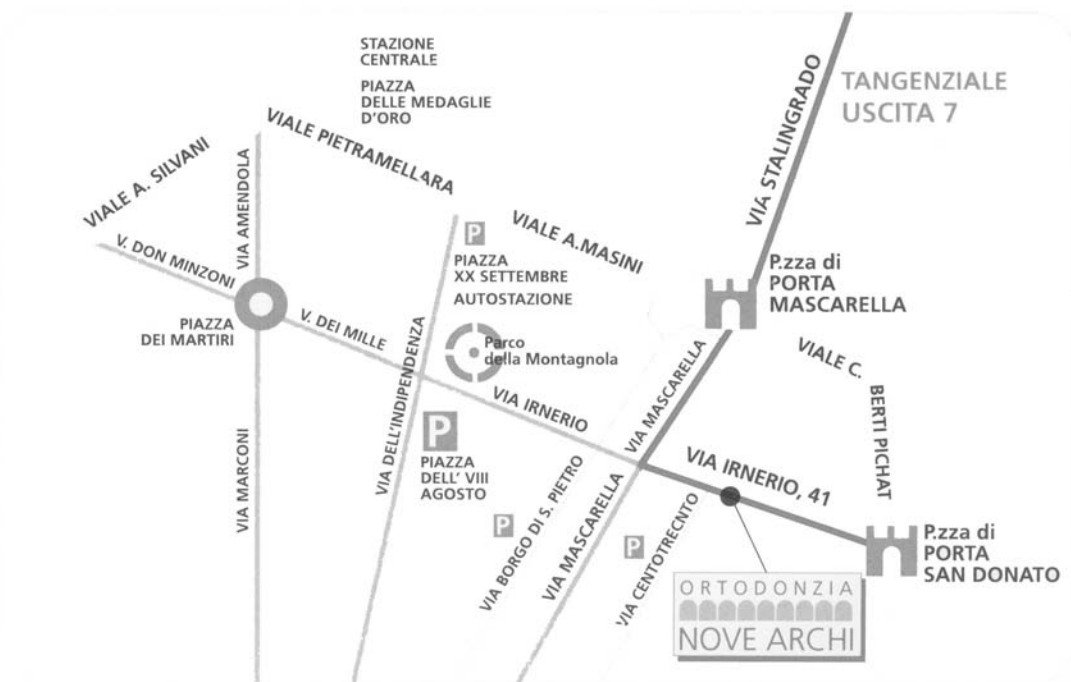 STAZIONE
CENTRALE
PIAZZA
DELLE MEDAGLIE
D'ORO
TANGENZIALE
USCITA 7
VIA STALINGRADO
VIALE PIETRAMELLARA
VIALE A. SILVANI
VIA AMENDOLA
VIALE A.MASINI
V. DON MINZONI
P
PIAZZA
XX SETTEMBRE
AUTOSTAZIONE
P.zza di
PORTA
MASCARELLA
PIAZZA
DEI MARTIRI
V. DEI MILLE
Parco
della Montagnola
VIALE C.
BERTI PICHAT
VIA DELL'INDIPENDENZA
VIA IRNERIO
VIA MASCARELLA
P
PIAZZA
DELL' VIII
AGOSTO
VIA MARCONI
VIA IRNERIO, 41
P
VIA BORGO DI S. PIETRO
VIA MASCARELLA
P
VIA CENTOTRECNTO
P.zza di
PORTA
SAN DONATO
ORTODONZIA
NOVE ARCHI